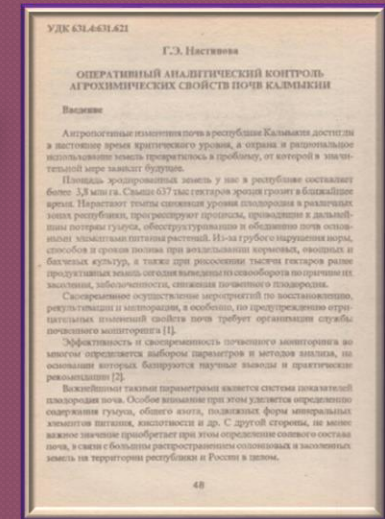 УДК 631.4:631.621
Г.Э. Настинова
ОПЕРАТИВНЫЙ АНАЛИТИЧЕСКИЙ КОНТРОЛЬ
АГРОХИМИЧЕСКИХ СВОЙСТВ ПОЧВ КАЛМЫКИИ
Введение
Антропогенные изменения почв в республике Калмыкия достигли
в настоящее время критического уровня, а охрана и рациональное
использование земель превратилось в проблему, от которой в значи-
тельной мере зависит будущее.
Площадь эродированных земель у нас в республике составляет
более 3,8 млн га. Свыше 637 тыс гектаров эрозия грозит в ближайшее
время. Нарастают темпы снижения уровня плодородия в различных
зонах республики, прогрессируют процессы, приводящие к дальней-
шим потерям гумуса, обесструктуриванию и обеднению почв основ-
ными элементами питания растений. Из-за грубого нарушения норм,
способов и сроков полива при возделывании кормовых, овощных и
бахчевых культур, а также при рисосеянии тысячи гектаров ранее
продуктивных земель сегодня выведены из севооборота по причине их
засоления, заболоченности, снижения почвенного плодородия.
Своевременное осуществление мероприятий по восстановлению,
рекультивации и мелиорации, а особенно, по предупреждению отри-
цательных изменений свойств почв требует организации службы
почвенного мониторинга [1].
Эффективность и своевременность почвенного мониторинга во
многом определяется выбором параметров и методов анализа, на
основании которых базируются научные выводы и практические
рекомендации [2].
Важнейшими такими параметрами является система показателей
плодородия почв. Особое внимание при этом уделяется определению
содержания гумуса, общего азота, подвижных форм минеральных
элементов питания, кислотности и др. С другой стороны, не менее
важное значение приобретает при этом определение солевого состава
почв, в связи с большим распространением солонцовых и засоленных
земель на территории республики и России в целом.
48